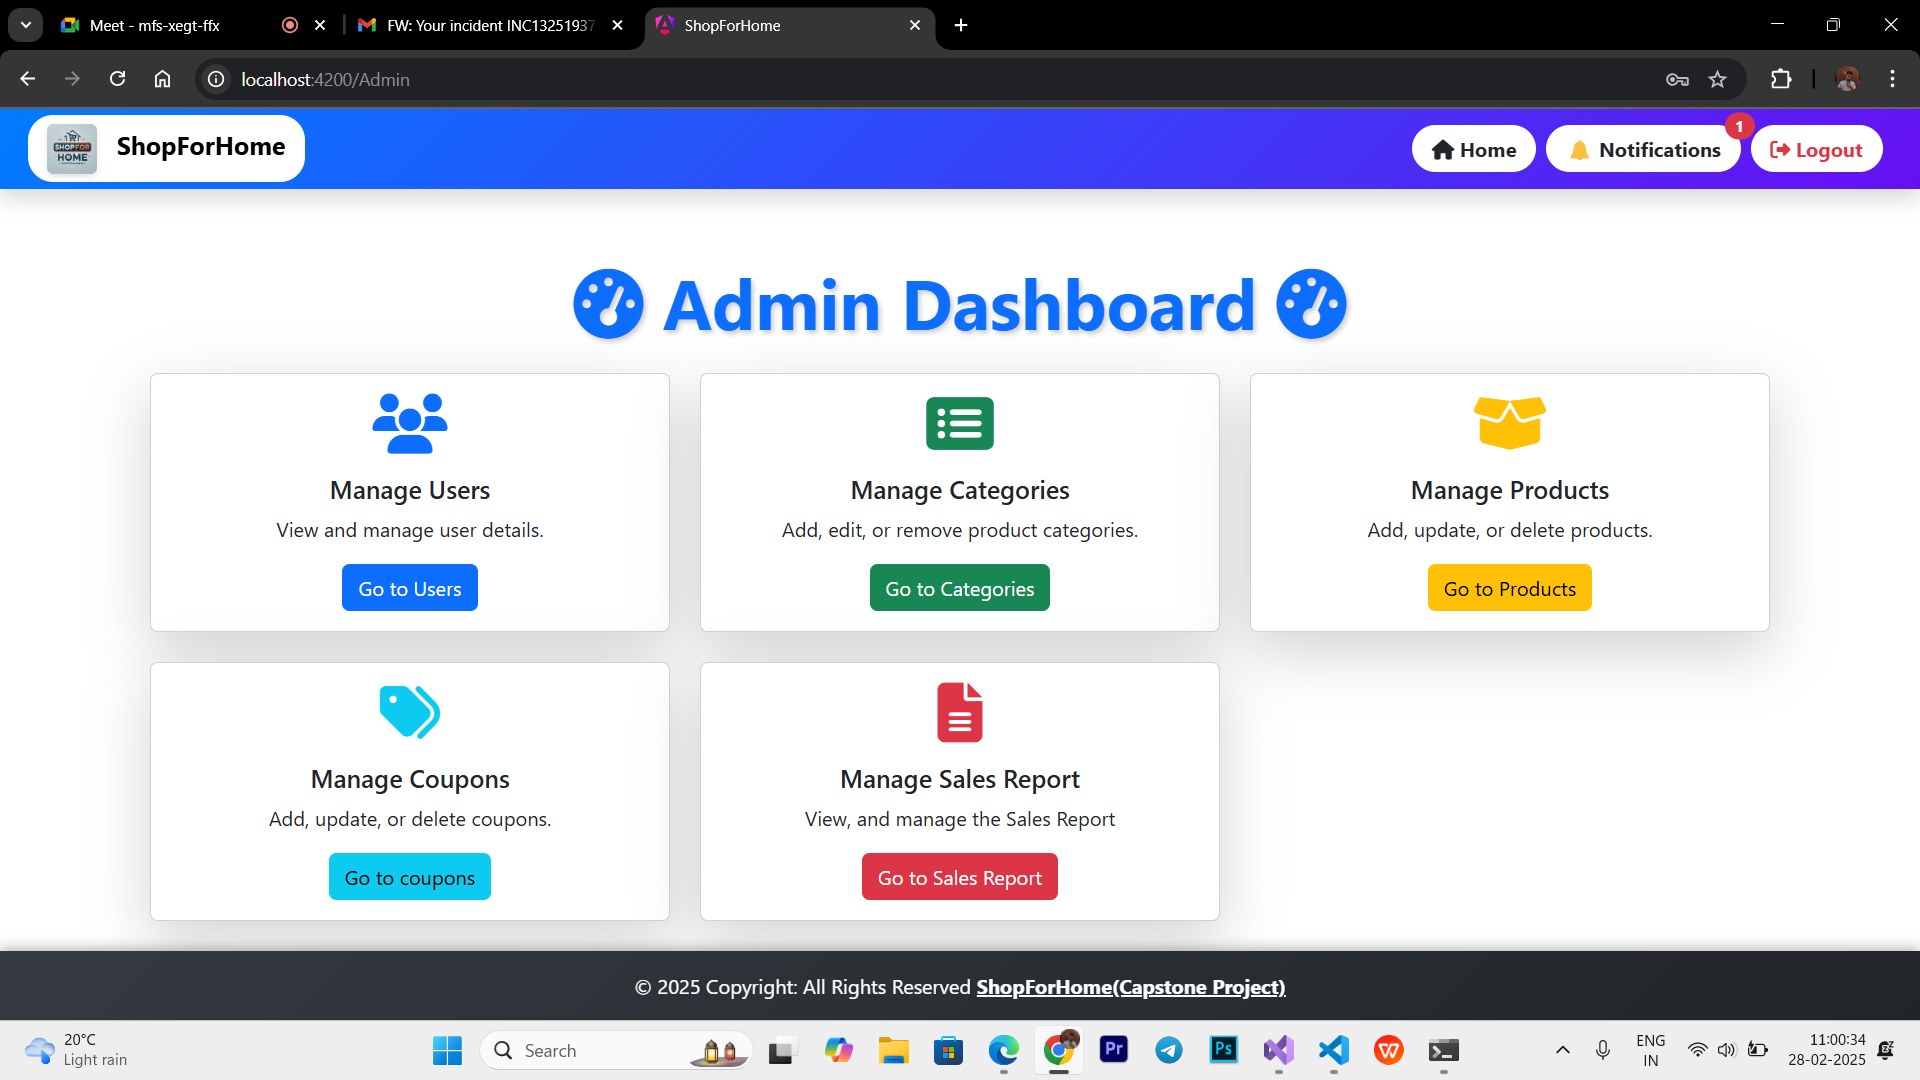 Meet - mfs-xegt-ffx
FW: Your incident INC13251937
ShopForHome
localhost:4200/Admin
SHOPFOR
HOME
ShopForHome
Home
Notifications
1
Logout
Admin Dashboard
Manage Users
View and manage user details.
Go to Users
Manage Categories
Add, edit, or remove product categories.
Go to Categories
Manage Products
Add, update, or delete products.
Go to Products
Manage Coupons
Add, update, or delete coupons.
Go to coupons
Manage Sales Report
View, and manage the Sales Report
Go to Sales Report
© 2025 Copyright: All Rights Reserved ShopForHome(Capstone Project)
20°C
Light rain
Search
Pr
Ps
ENG
IN
11:00:34
28-02-2025